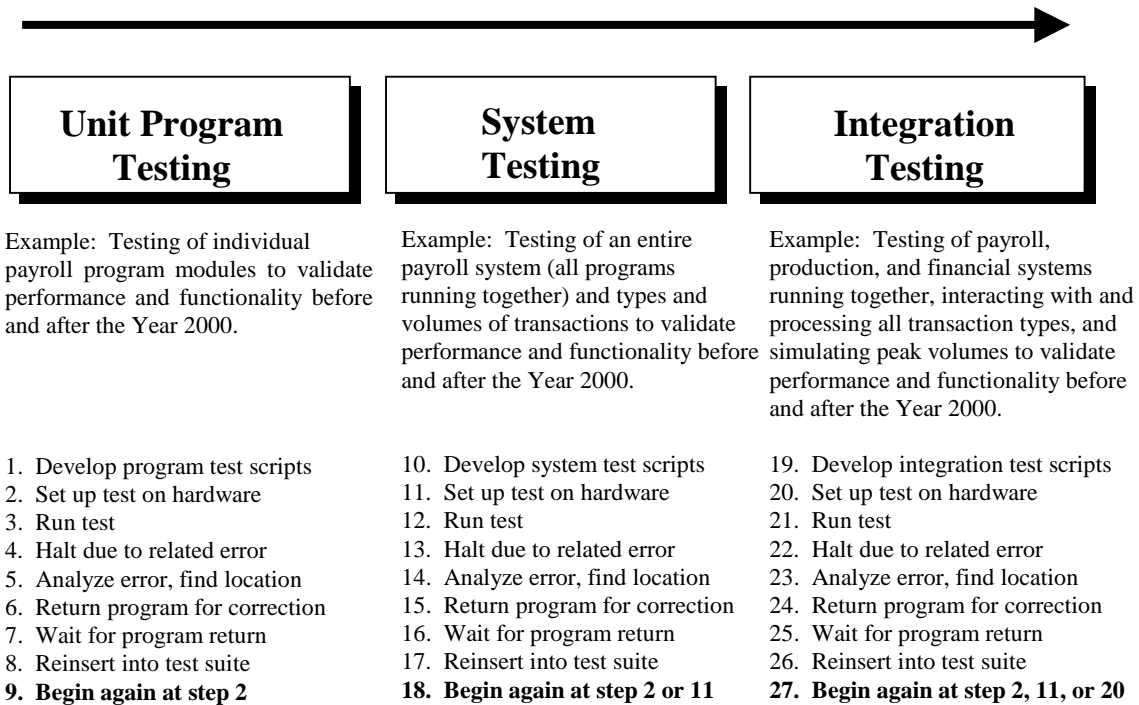 Unit Program
Testing
System
Testing
Integration
Testing
Example:  Testing of individual
payroll program modules to validate
performance and functionality before
and after the Year 2000.
Example:  Testing of an entire
payroll system (all programs
running together) and types and
volumes of transactions to validate
performance and functionality before
and after the Year 2000.
Example:  Testing of payroll,
production, and financial systems
running together, interacting with and
processing all transaction types, and
simulating peak volumes to validate
performance and functionality before
and after the Year 2000.
1.  Develop program test scripts
2.  Set up test on hardware
3.  Run test
4.  Halt due to related error
5.  Analyze error, find location
6.  Return program for correction
7.  Wait for program return
8.  Reinsert into test suite
9.  Begin again at step 2
10.  Develop system test scripts
11.  Set up test on hardware
12.  Run test
13.  Halt due to related error
14.  Analyze error, find location
15.  Return program for correction
16.  Wait for program return
17.  Reinsert into test suite
18.  Begin again at step 2 or 11
19.  Develop integration test scripts
20.  Set up test on hardware
21.  Run test
22.  Halt due to related error
23.  Analyze error, find location
24.  Return program for correction
25.  Wait for program return
26.  Reinsert into test suite
27.  Begin again at step 2, 11, or 20